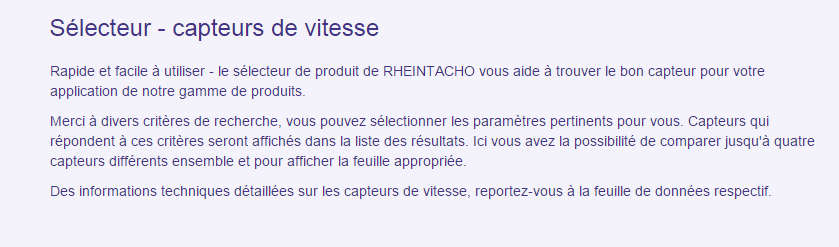 Sélecteur - capteurs de vitesse
Rapide et facile à utiliser - le sélecteur de produit de RHEINTACHO vous aide à trouver le bon capteur pour votre
application de notre gamme de produits.
Merci à divers critères de recherche, vous pouvez sélectionner les paramètres pertinents pour vous. Capteurs qui
répondent à ces critères seront affichés dans la liste des résultats. Ici vous avez la possibilité de comparer jusqu'à quatre
capteurs différents ensemble et pour afficher la feuille appropriée.
Des informations techniques détaillées sur les capteurs de vitesse, reportez-vous à la feuille de données respectif.